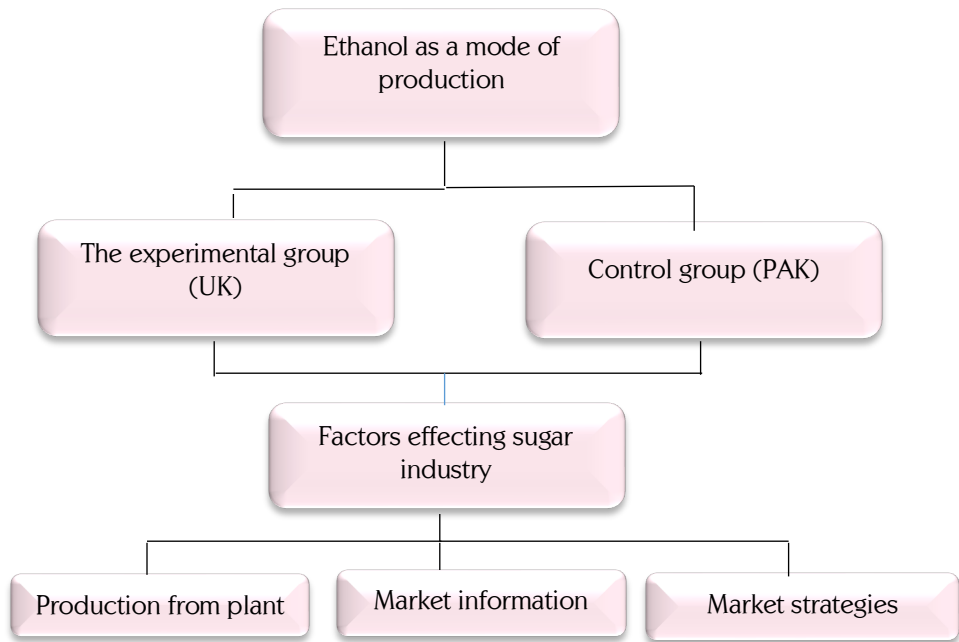 Ethanol as a mode of
production
The experimental group
(UK)
Control group (PAK)
Factors effecting sugar
industry
Production from plant
Market information
Market strategies